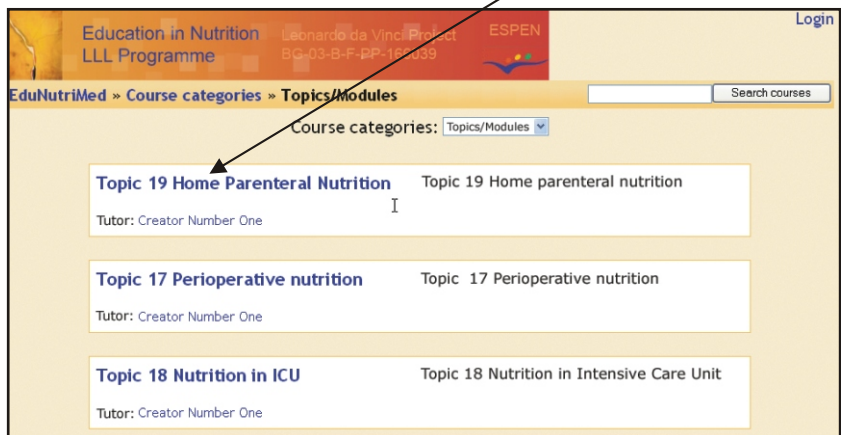 Education in Nutrition
LLL Programme
Leonardo da Vinci Project
BG-03-B-F-PP-166039
ESPEN
Login
EduNutriMed » Course categories » Topics/Modules
Search courses
Course categories: Topics/Modules
Topic 19 Home Parenteral Nutrition
Topic 19 Home parenteral nutrition
Tutor: Creator Number One
Topic 17 Perioperative nutrition
Topic 17 Perioperative nutrition
Tutor: Creator Number One
Topic 18 Nutrition in ICU
Topic 18 Nutrition in Intensive Care Unit
Tutor: Creator Number One